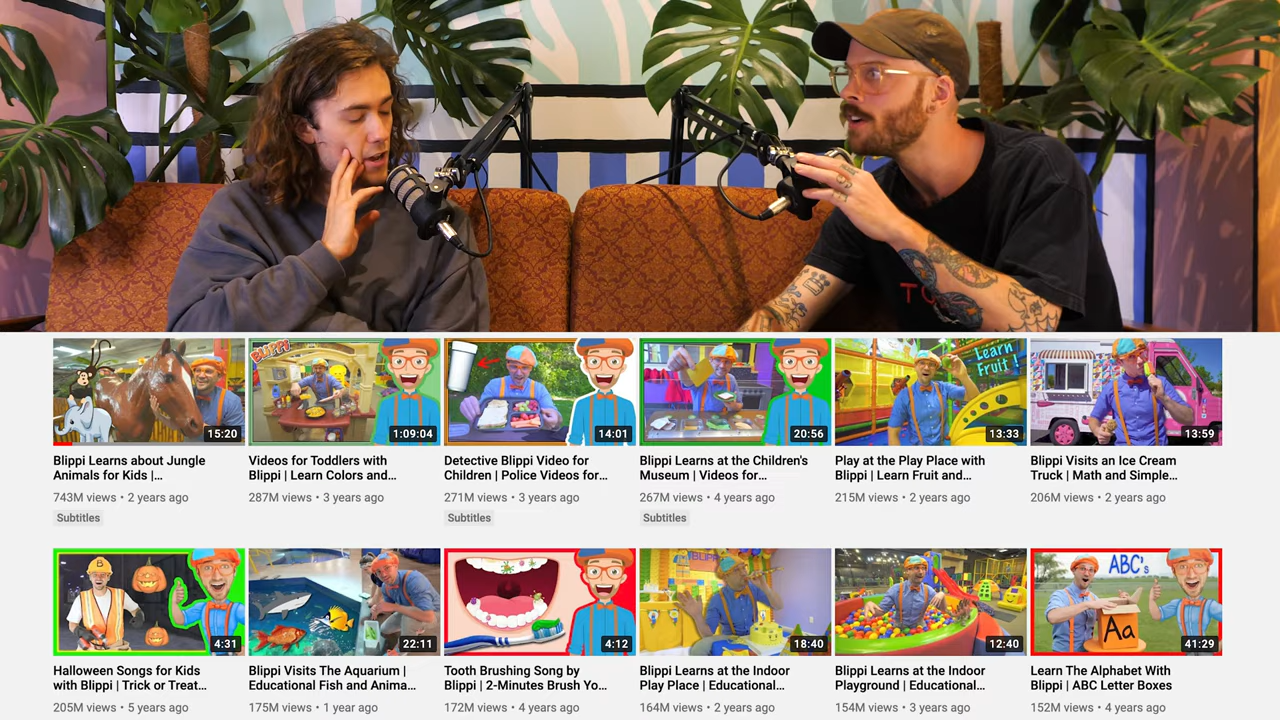 BLIPPI
Learn
Fruit!
15:20
1:09:04
14:01
20:56
13:33
13:59
Blippi Learns about Jungle
Animals for Kids |...
743M views • 2 years ago
Subtitles
Videos for Toddlers with
Blippi | Learn Colors and...
287M views • 3 years ago
Detective Blippi Video for
Children | Police Videos for...
271M views • 3 years ago
Subtitles
Blippi Learns at the Children's
Museum | Videos for...
267M views • 4 years ago
Subtitles
Play at the Play Place with
Blippi | Learn Fruit and...
215M views • 2 years ago
Blippi Visits an Ice Cream
Truck | Math and Simple...
206M views • 2 years ago
B
BLIPPI
ABC's
Aa
4:31
22:11
4:12
18:40
12:40
41:29
Halloween Songs for Kids
with Blippi | Trick or Treat...
205M views • 5 years ago
Blippi Visits The Aquarium |
Educational Fish and Anima...
175M views • 1 year ago
Tooth Brushing Song by
Blippi | 2-Minutes Brush Yo...
172M views • 4 years ago
Blippi Learns at the Indoor
Play Place | Educational...
164M views • 2 years ago
Blippi Learns at the Indoor
Playground | Educational...
154M views • 3 years ago
Learn The Alphabet With
Blippi | ABC Letter Boxes
152M views • 4 years ago